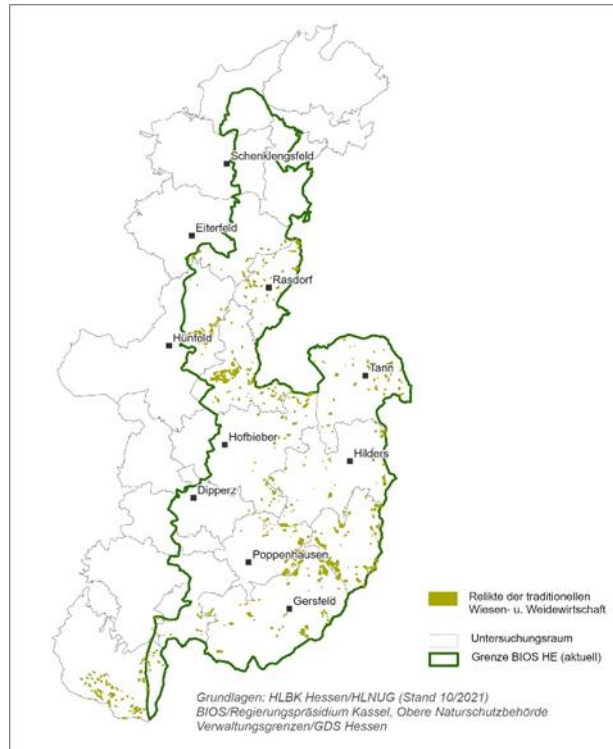 Schenklengsfeld
Eiterfeld
Rasdorf
Hünfeld
Tann
Hofbieber
Hilders
Dipperz
Poppenhausen
Gersfeld
Relikte der traditionellen
Wiesen- u. Weidewirtschaft
Untersuchungsraum
Grenze BIOS HE (aktuell)
Grundlagen: HLBK Hessen/HLNUG (Stand 10/2021)
BIOS/Regierungspräsidium Kassel, Obere Naturschutzbehörde
Verwaltungsgrenzen/GDS Hessen